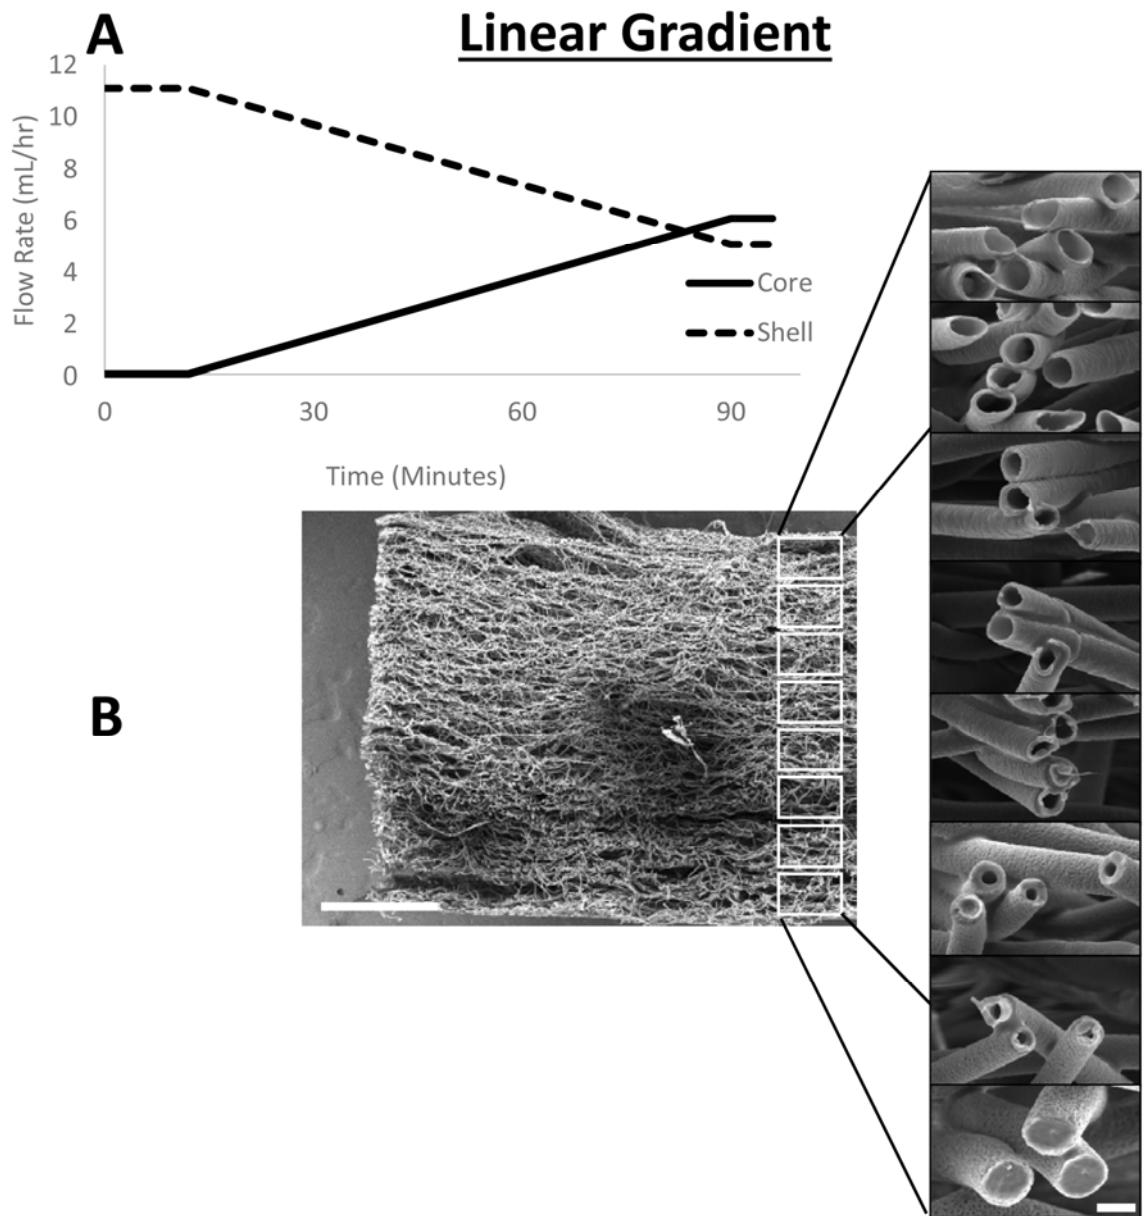 A
Linear Gradient
12
10
8
6
4
2
0
Flow Rate (mL/hr)
Core
Shell
0 30 60 90
Time (Minutes)
B